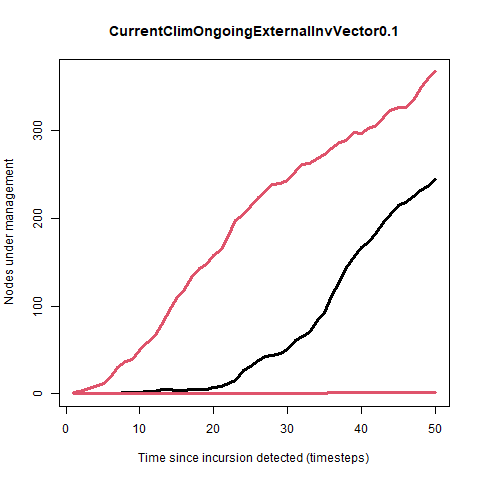 CurrentClimOngoingExternalInvVector0.1
Nodes under management
300
200
100
0
0 10 20 30 40 50
Time since incursion detected (timesteps)